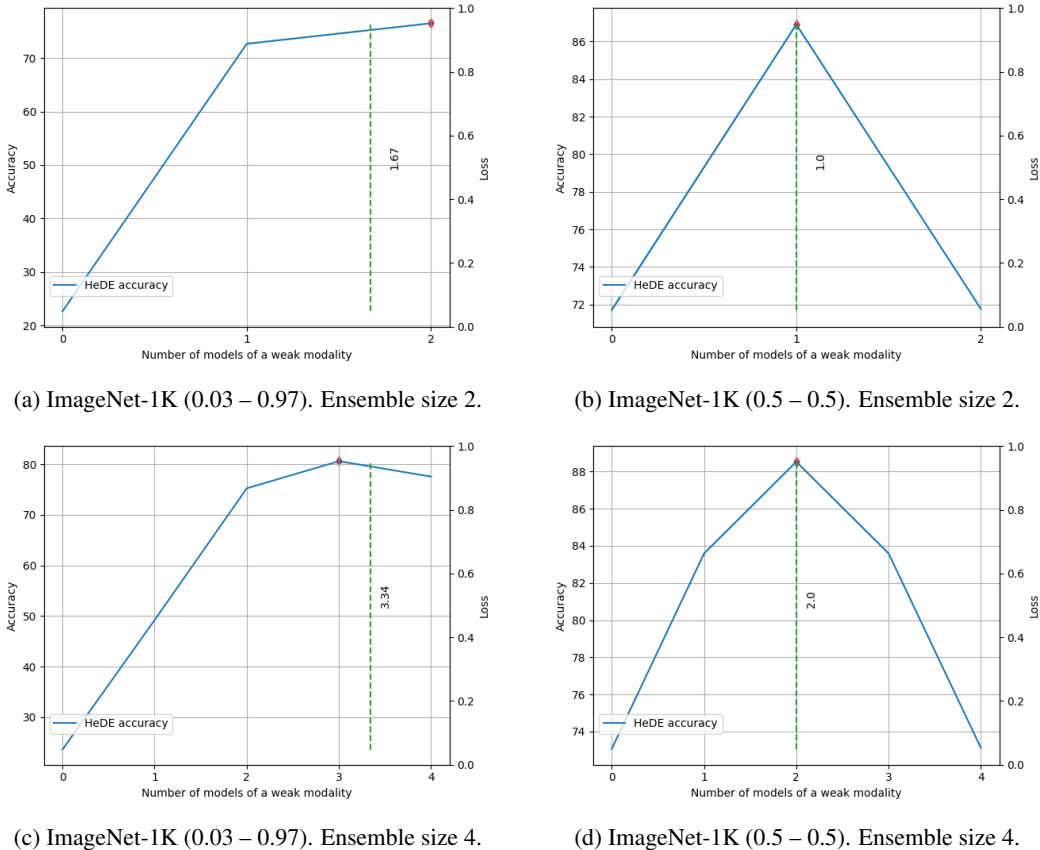 1.0
0.8
0.6
0.4
0.2
0.0
Loss
70
60
50
40
30
20
Accuracy
1.67
HeDE accuracy
0 1 2
Number of models of a weak modality
(a) ImageNet-1K (0.03 – 0.97). Ensemble size 2.
1.0
0.8
0.6
0.4
0.2
0.0
Loss
86
84
82
80
78
76
74
72
Accuracy
1.0
HeDE accuracy
0 1 2
Number of models of a weak modality
(b) ImageNet-1K (0.5 – 0.5). Ensemble size 2.
1.0
0.8
0.6
0.4
0.2
0.0
Loss
80
70
60
50
40
30
Accuracy
3.34
HeDE accuracy
0 1 2 3 4
Number of models of a weak modality
(c) ImageNet-1K (0.03 – 0.97). Ensemble size 4.
1.0
0.8
0.6
0.4
0.2
0.0
Loss
88
86
84
82
80
78
76
74
Accuracy
2.0
HeDE accuracy
0 1 2 3 4
Number of models of a weak modality
(d) ImageNet-1K (0.5 – 0.5). Ensemble size 4.